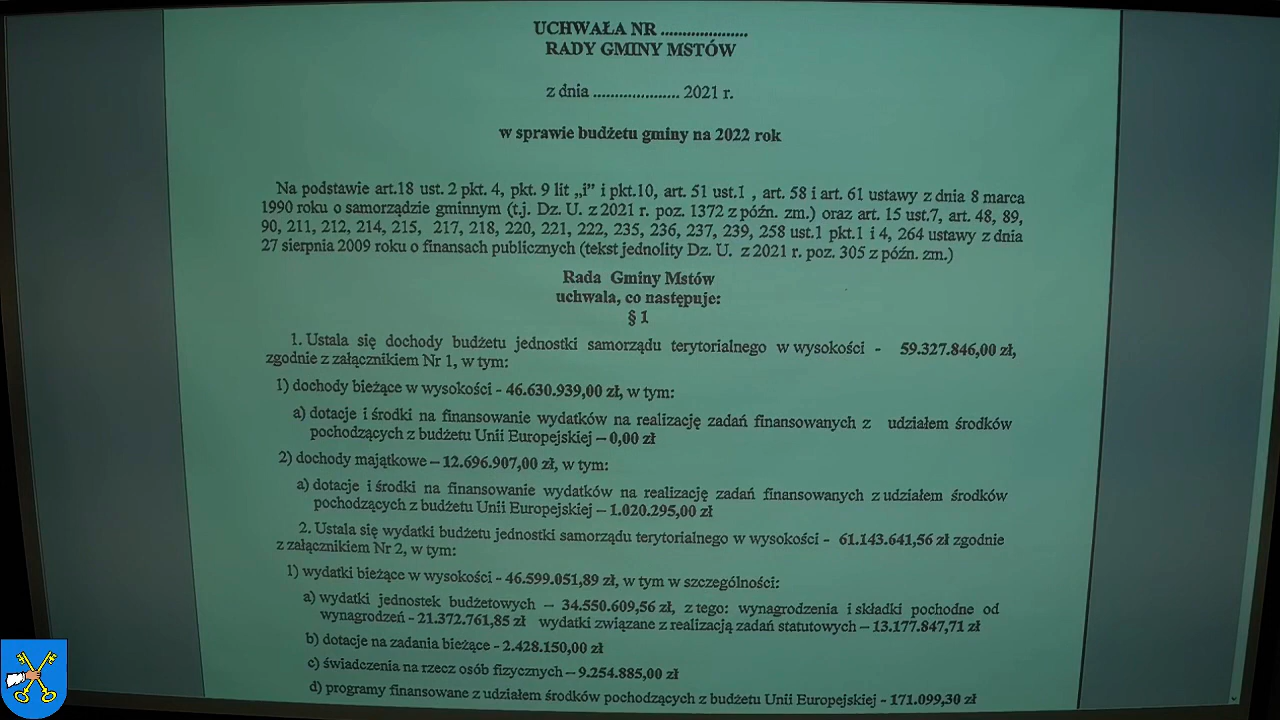 UCHWAŁA NR ....................
RADY GMINY MSTÓW
z dnia .................... 2021 r.
w sprawie budżetu gminy na 2022 rok
Na podstawie art.18 ust. 2 pkt. 4, pkt. 9 lit „i” i pkt.10, art. 51 ust.1 , art. 58 i art. 61 ustawy z dnia 8 marca
1990 roku o samorządzie gminnym (t.j. Dz. U. z 2021 r. poz. 1372 z późn. zm.) oraz art. 15 ust.7, art. 48, 89,
90, 211, 212, 214, 215, 217, 218, 220, 221, 222, 235, 236, 237, 239, 258 ust.1 pkt.1 i 4, 264 ustawy z dnia
27 sierpnia 2009 roku o finansach publicznych (tekst jednolity Dz. U. z 2021 r. poz. 305 z późn. zm.)
Rada Gminy Mstów
uchwala, co następuje:
§ 1
1. Ustala się dochody budżetu jednostki samorządu terytorialnego w wysokości - 59.327.846,00 zł,
zgodnie z załącznikiem Nr 1, w tym:
1) dochody bieżące w wysokości - 46.630.939,00 zł, w tym:
a) dotacje i środki na finansowanie wydatków na realizację zadań finansowanych z udziałem środków
pochodzących z budżetu Unii Europejskiej – 0,00 zł
2) dochody majątkowe – 12.696.907,00 zł, w tym:
a) dotacje i środki na finansowanie wydatków na realizację zadań finansowanych z udziałem środków
pochodzących z budżetu Unii Europejskiej – 1.020.295,00 zł
2. Ustala się wydatki budżetu jednostki samorządu terytorialnego w wysokości - 61.143.641,56 zł zgodnie
z załącznikiem Nr 2, w tym:
1) wydatki bieżące w wysokości - 46.599.051,89 zł, w tym w szczególności:
a) wydatki jednostek budżetowych – 34.550.609,56 zł, z tego: wynagrodzenia i składki pochodne od
wynagrodzeń - 21.372.761,85 zł wydatki związane z realizacją zadań statutowych – 13.177.847,71 zł
b) dotacje na zadania bieżące - 2.428.150,00 zł
c) świadczenia na rzecz osób fizycznych – 9.254.885,00 zł
d) programy finansowane z udziałem środków pochodzących z budżetu Unii Europejskiej - 171.099,30 zł